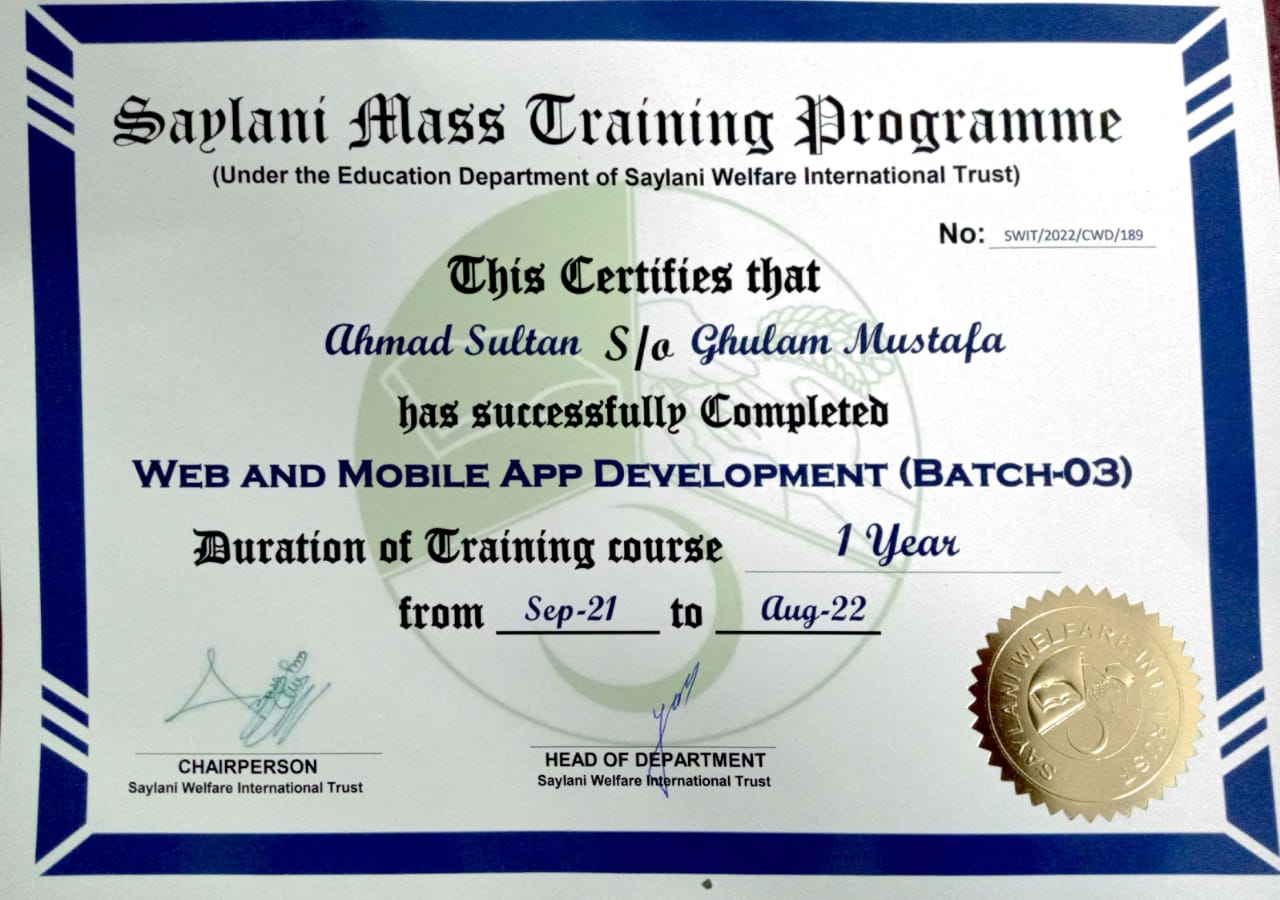 Saylani Mass Training Programme
(Under the Education Department of Saylani Welfare International Trust)
No: SWIT/2022/CWD/189
This Certifies that
Ahmad Sultan S/o Ghulam Mustafa
has successfully Completed
WEB AND MOBILE APP DEVELOPMENT (BATCH-03)
Duration of Training course 1 Year
from Sep-21 to Aug-22
CHAIRPERSON
Saylani Welfare International Trust
HEAD OF DEPARTMENT
Saylani Welfare International Trust
SAYLANI WELFARE INT. TRUST